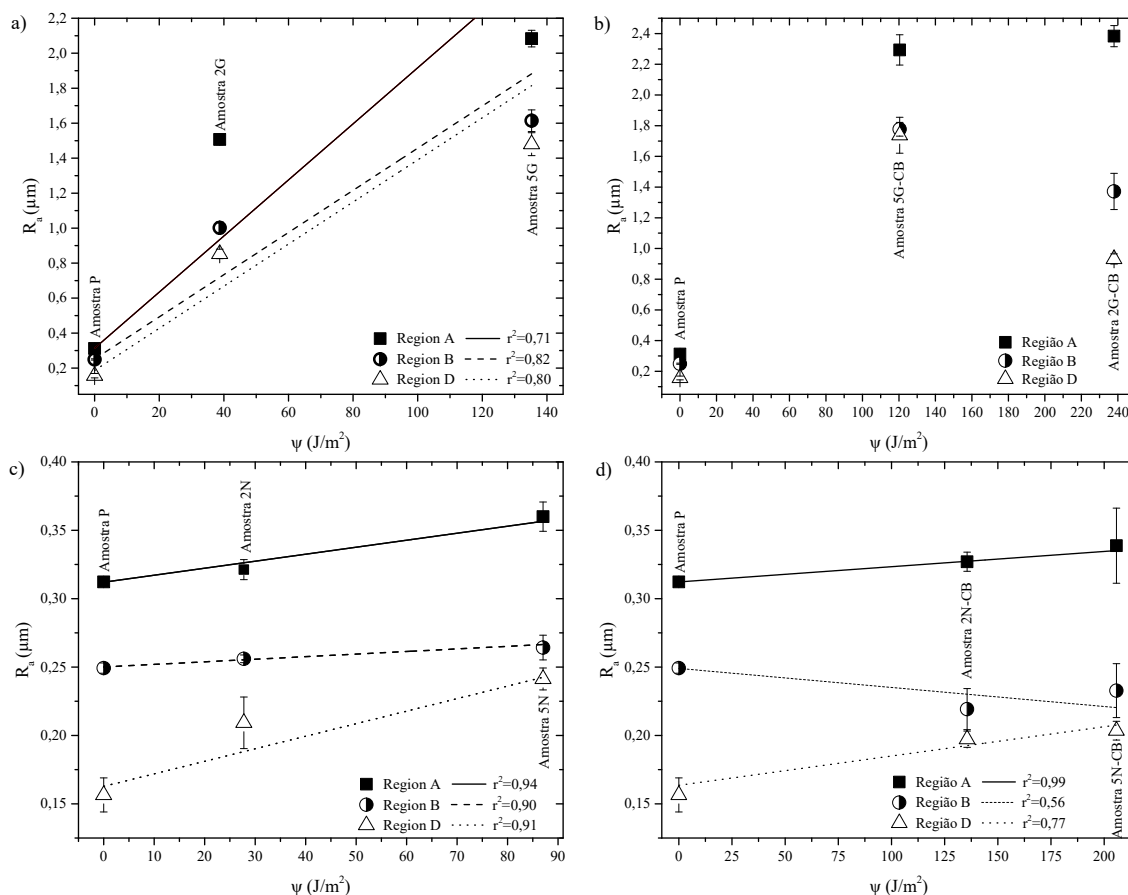 a)
2,2
2,0
1,8
1,6
1,4
1,2
1,0
0,8
0,6
0,4
0,2
Rₐ (µm)
Amostra P
Amostra 2G
Amostra 5G
Region A r²=0,71
Region B r²=0,82
Region D r²=0,80
0 20 40 60 80 100 120 140
ψ (J/m²)
b)
2,4
2,2
2,0
1,8
1,6
1,4
1,2
1,0
0,8
0,6
0,4
0,2
Rₐ (µm)
Amostra P
Amostra 5G-CB
Amostra 2G-CB
Região A
Região B
Região D
0 20 40 60 80 100 120 140 160 180 200 220 240
ψ (J/m²)
c)
0,40
0,35
0,30
0,25
0,20
0,15
Rₐ (µm)
Amostra P
Amostra 2N
Amostra 5N
Region A r²=0,94
Region B r²=0,90
Region D r²=0,91
0 10 20 30 40 50 60 70 80 90
ψ (J/m²)
d)
0,40
0,35
0,30
0,25
0,20
0,15
Rₐ (µm)
Amostra P
Amostra 2N-CB
Amostra 5N-CB
Região A r²=0,99
Região B r²=0,56
Região D r²=0,77
0 25 50 75 100 125 150 175 200
ψ (J/m²)